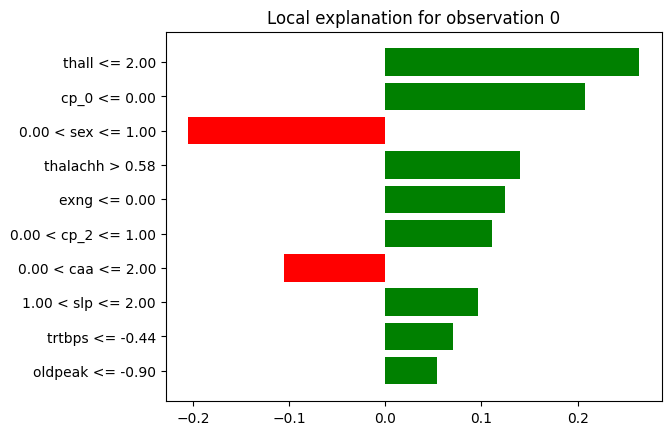 Local explanation for observation 0
thall <= 2.00
cp_0 <= 0.00
0.00 < sex <= 1.00
thalachh > 0.58
exng <= 0.00
0.00 < cp_2 <= 1.00
0.00 < caa <= 2.00
1.00 < slp <= 2.00
trtbps <= -0.44
oldpeak <= -0.90
−0.2 −0.1 0.0 0.1 0.2